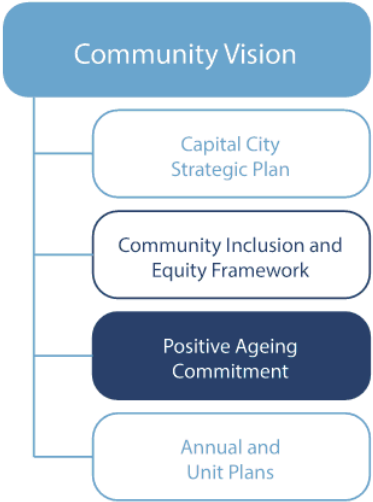 Community Vision
Capital City
Strategic Plan
Community Inclusion and
Equity Framework
Positive Ageing
Commitment
Annual and
Unit Plans